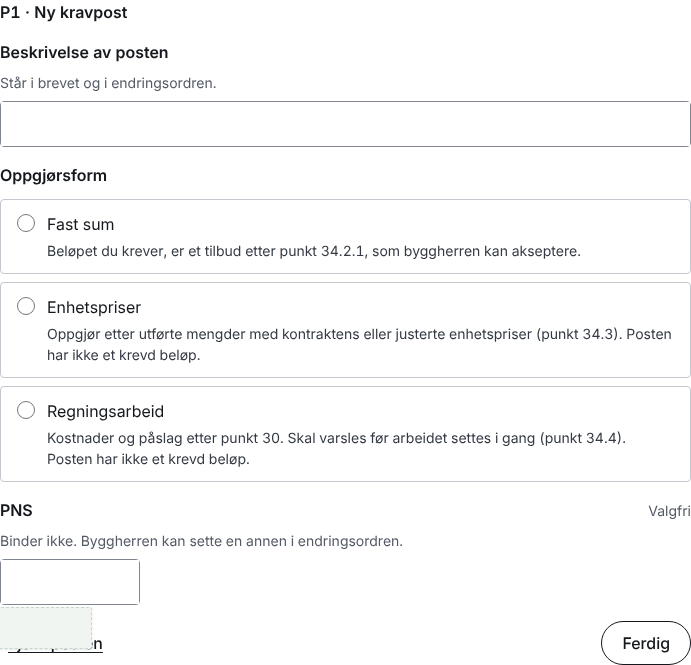 P1 · Ny kravpost
Beskrivelse av posten
Står i brevet og i endringsordren.
Oppgjørsform
Fast sum
Beløpet du krever, er et tilbud etter punkt 34.2.1, som byggherren kan akseptere.
Enhetspriser
Oppgjør etter utførte mengder med kontraktens eller justerte enhetspriser (punkt 34.3). Posten
har ikke et krevd beløp.
Regningsarbeid
Kostnader og påslag etter punkt 30. Skal varsles før arbeidet settes i gang (punkt 34.4).
Posten har ikke et krevd beløp.
PNS Valgfri
Binder ikke. Byggherren kan sette en annen i endringsordren.
Ferdig